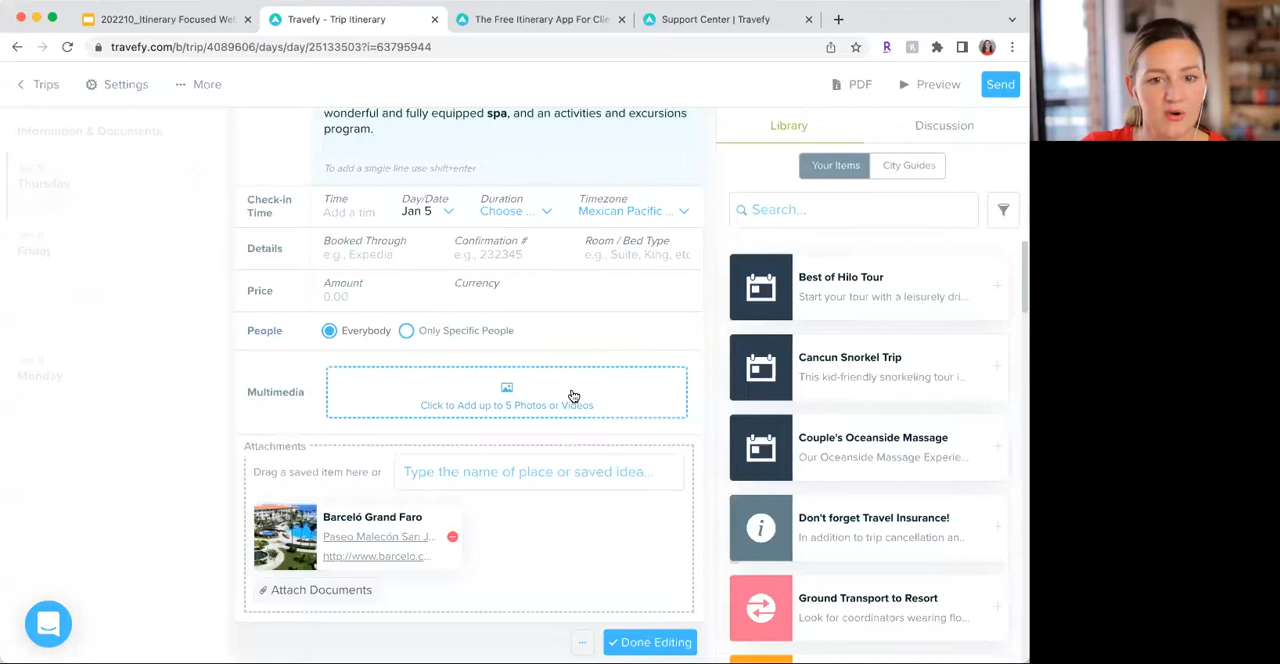 202210_Itinerary Focused We
Travefy - Trip Itinerary
The Free Itinerary App For Clie
Support Center | Travefy
travefy.com/b/trip/4089606/days/day/25133503?i=63795944
Trips
Settings
More
PDF
Preview
Send
Information & Documents
Thursday
Friday
Monday
wonderful and fully equipped spa, and an activities and excursions
program.
To add a single line use shift+enter
Check-in
Time
Time
Add a tim
Day/Date
Jan 5
Duration
Choose ...
Timezone
Mexican Pacific ...
Details
Booked Through
e.g., Expedia
Confirmation #
e.g., 232345
Room / Bed Type
e.g., Suite, King, etc
Price
Amount
0.00
Currency
People
Everybody
Only Specific People
Multimedia
Click to Add up to 5 Photos or Videos
Attachments
Drag a saved item here or
Type the name of place or saved idea...
Barceló Grand Faro
Paseo Malecón San J...
http://www.barcelo.c...
Attach Documents
Done Editing
Library
Discussion
Your Items
City Guides
Search...
Best of Hilo Tour
Start your tour with a leisurely dri...
Cancun Snorkel Trip
This kid-friendly snorkeling tour i...
Couple's Oceanside Massage
Our Oceanside Massage Experie...
Don't forget Travel Insurance!
In addition to trip cancellation an...
Ground Transport to Resort
Look for coordinators wearing flo...